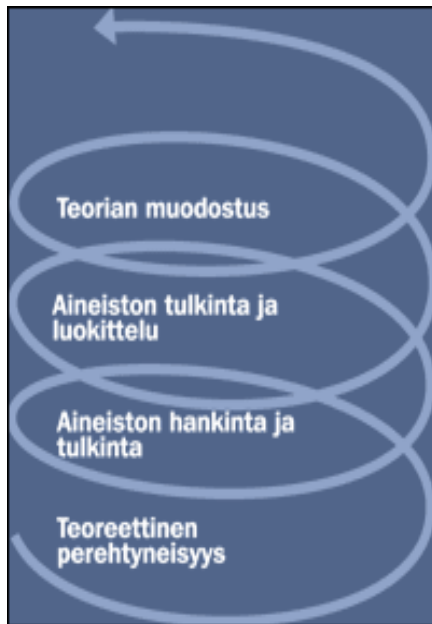 Teorian muodostus
Aineiston tulkinta ja
luokittelu
Aineiston hankinta ja
tulkinta
Teoreettinen
perehtyneisyys